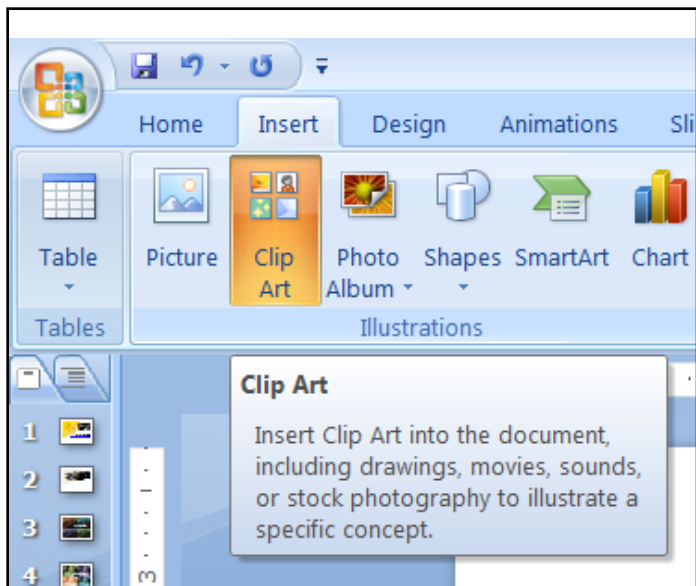 Home Insert Design Animations Sli
Table Picture Clip Art Photo Album Shapes SmartArt Chart
Tables Illustrations
Clip Art
Insert Clip Art into the document,
including drawings, movies, sounds,
or stock photography to illustrate a
specific concept.
1
2
3
4
3